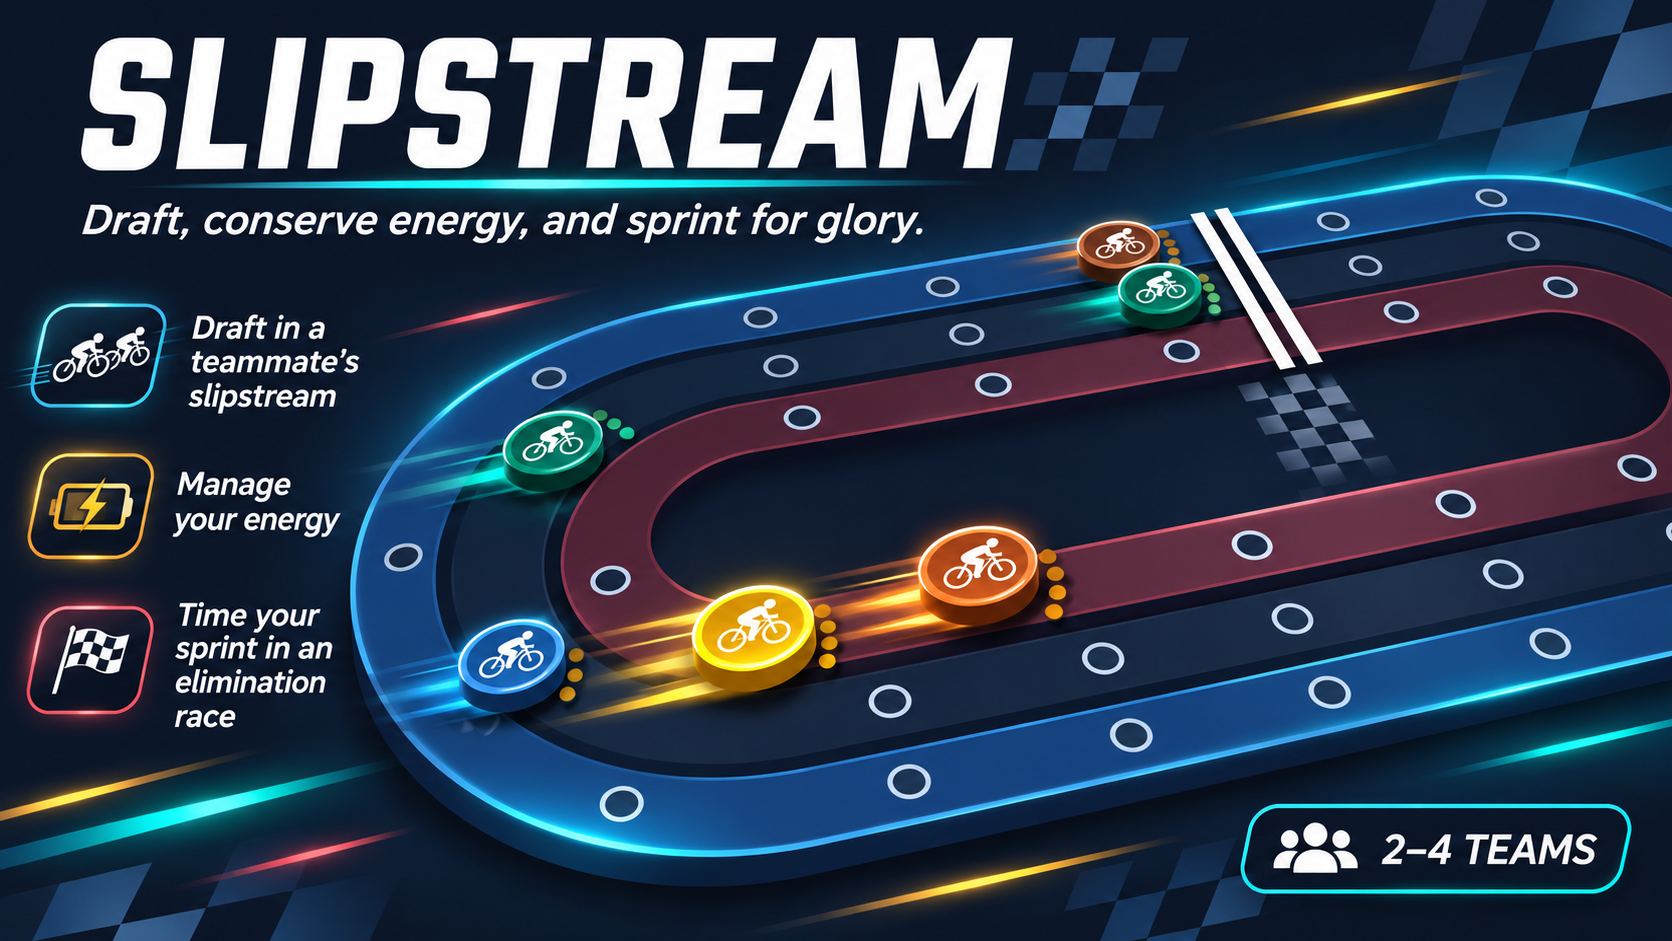 SLIPSTREAM
Draft, conserve energy, and sprint for glory.
Draft in a
teammate's
slipstream
Manage
your energy
Time your
sprint in an
elimination
race
2–4 TEAMS